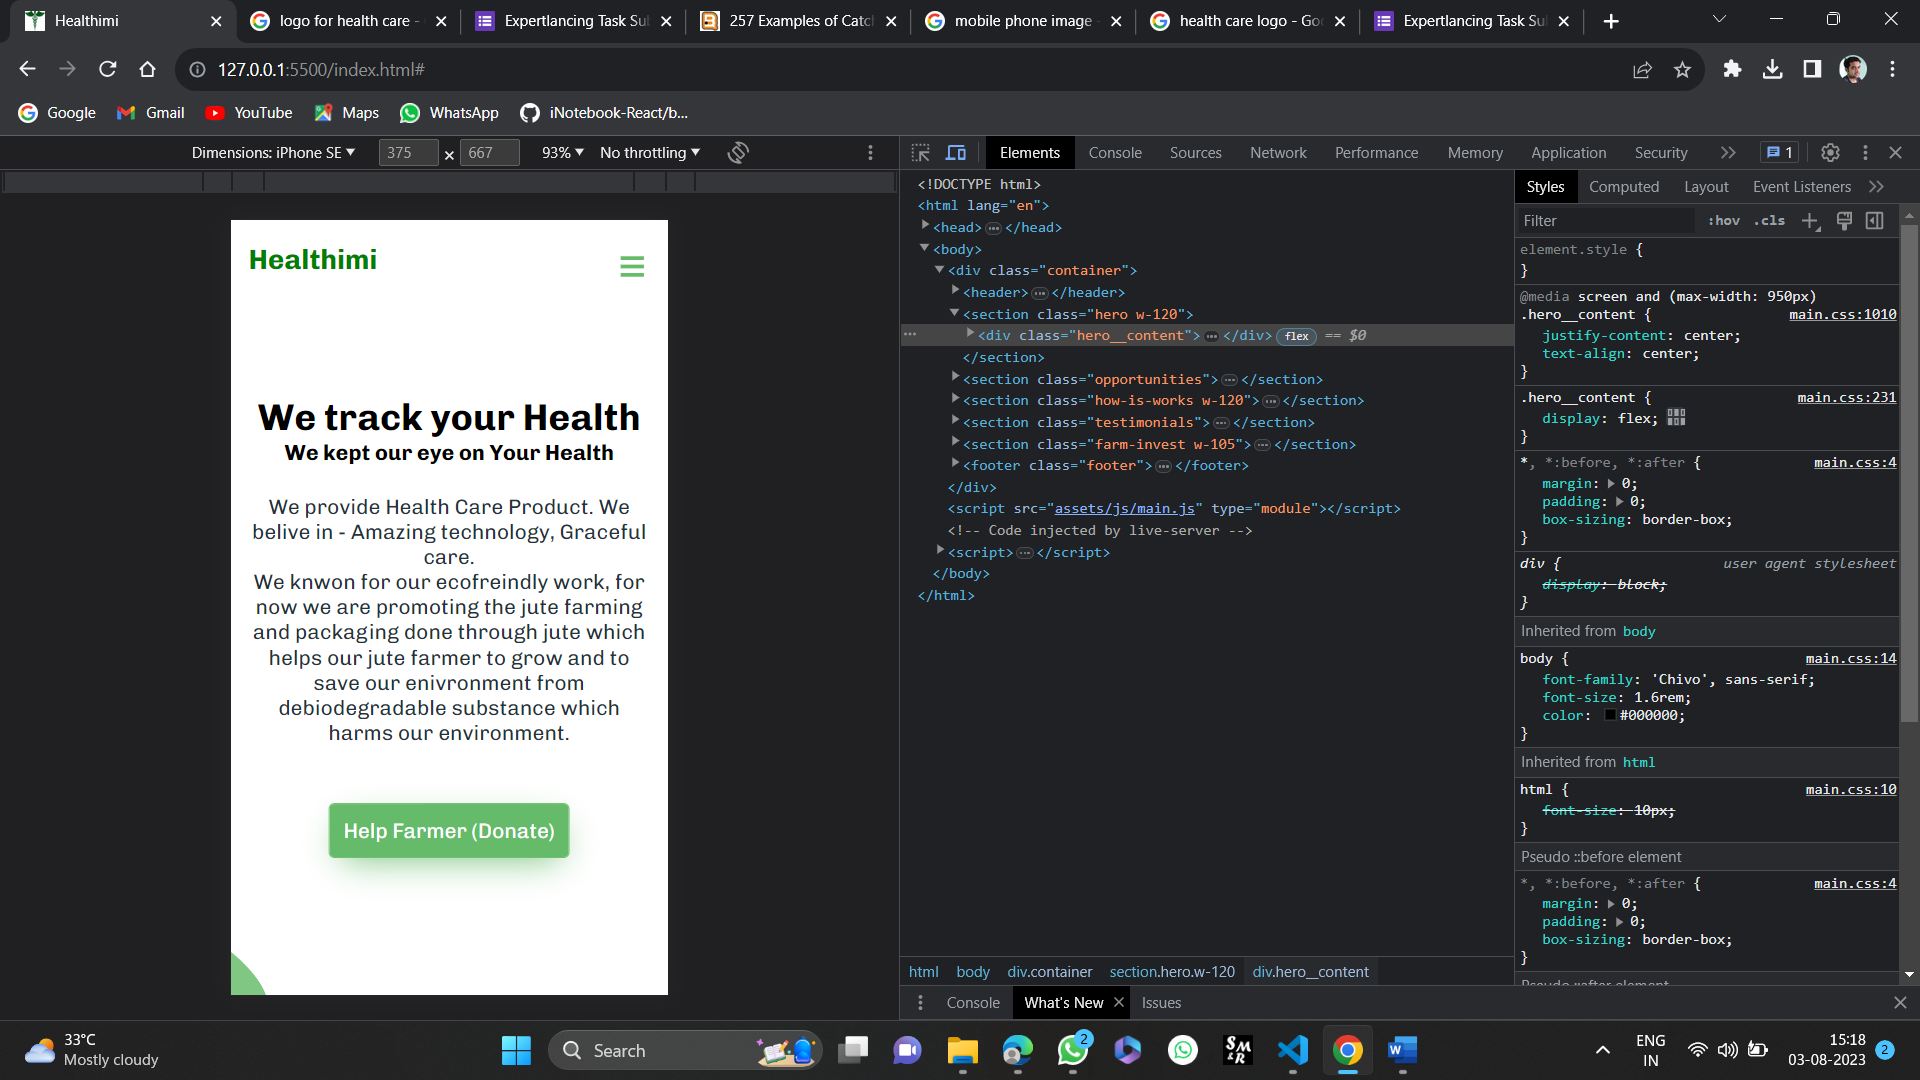 Healthimi
logo for health care -
Expertlancing Task Su
257 Examples of Catc
mobile phone image -
health care logo - Goo
Expertlancing Task Su
127.0.0.1:5500/index.html#
Google
Gmail
YouTube
Maps
WhatsApp
iNotebook-React/b...
Dimensions: iPhone SE
375
×
667
93%
No throttling
Elements
Console
Sources
Network
Performance
Memory
Application
Security
1
<!DOCTYPE html>
<html lang="en">
<head> ··· </head>
<body>
<div class="container">
<header> ··· </header>
<section class="hero w-120">
<div class="hero__content"> ··· </div> flex == $0
</section>
<section class="opportunities"> ··· </section>
<section class="how-is-works w-120"> ··· </section>
<section class="testimonials"> ··· </section>
<section class="farm-invest w-105"> ··· </section>
<footer class="footer"> ··· </footer>
</div>
<script src="assets/js/main.js" type="module"></script>
<!-- Code injected by live-server -->
<script> ··· </script>
</body>
</html>
html
body
div.container
section.hero.w-120
div.hero__content
Styles
Computed
Layout
Event Listeners
Filter
:hov
.cls
element.style {
}
@media screen and (max-width: 950px)
.hero__content { main.css:1010
justify-content: center;
text-align: center;
}
.hero__content { main.css:231
display: flex;
}
*, *:before, *:after { main.css:4
margin: 0;
padding: 0;
box-sizing: border-box;
}
div { user agent stylesheet
display: block;
}
Inherited from body
body { main.css:14
font-family: 'Chivo', sans-serif;
font-size: 1.6rem;
color: #000000;
}
Inherited from html
html { main.css:10
font-size: 10px;
}
Pseudo ::before element
*, *:before, *:after { main.css:4
margin: 0;
padding: 0;
box-sizing: border-box;
}
Pseudo ::after element
Healthimi
We track your Health
We kept our eye on Your Health
We provide Health Care Product. We
belive in - Amazing technology, Graceful
care.
We knwon for our ecofreindly work, for
now we are promoting the jute farming
and packaging done through jute which
helps our jute farmer to grow and to
save our enivronment from
debiodegradable substance which
harms our environment.
Help Farmer (Donate)
Console
What's New
Issues
33°C
Mostly cloudy
Search
2
SM
&R
W
ENG
IN
15:18
03-08-2023
2